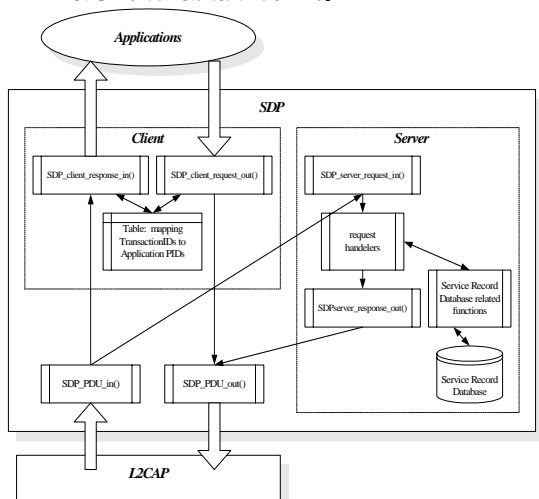 Applications
SDP
Client
Server
SDP_client_response_in()
SDP_client_request_out()
SDP_server_request_in()
Table: mapping
TransactionIDs to
Application PIDs
request
handelers
SDPserver_response_out()
Service Record
Database related
functions
SDP_PDU_in()
SDP_PDU_out()
Service Record
Database
L2CAP